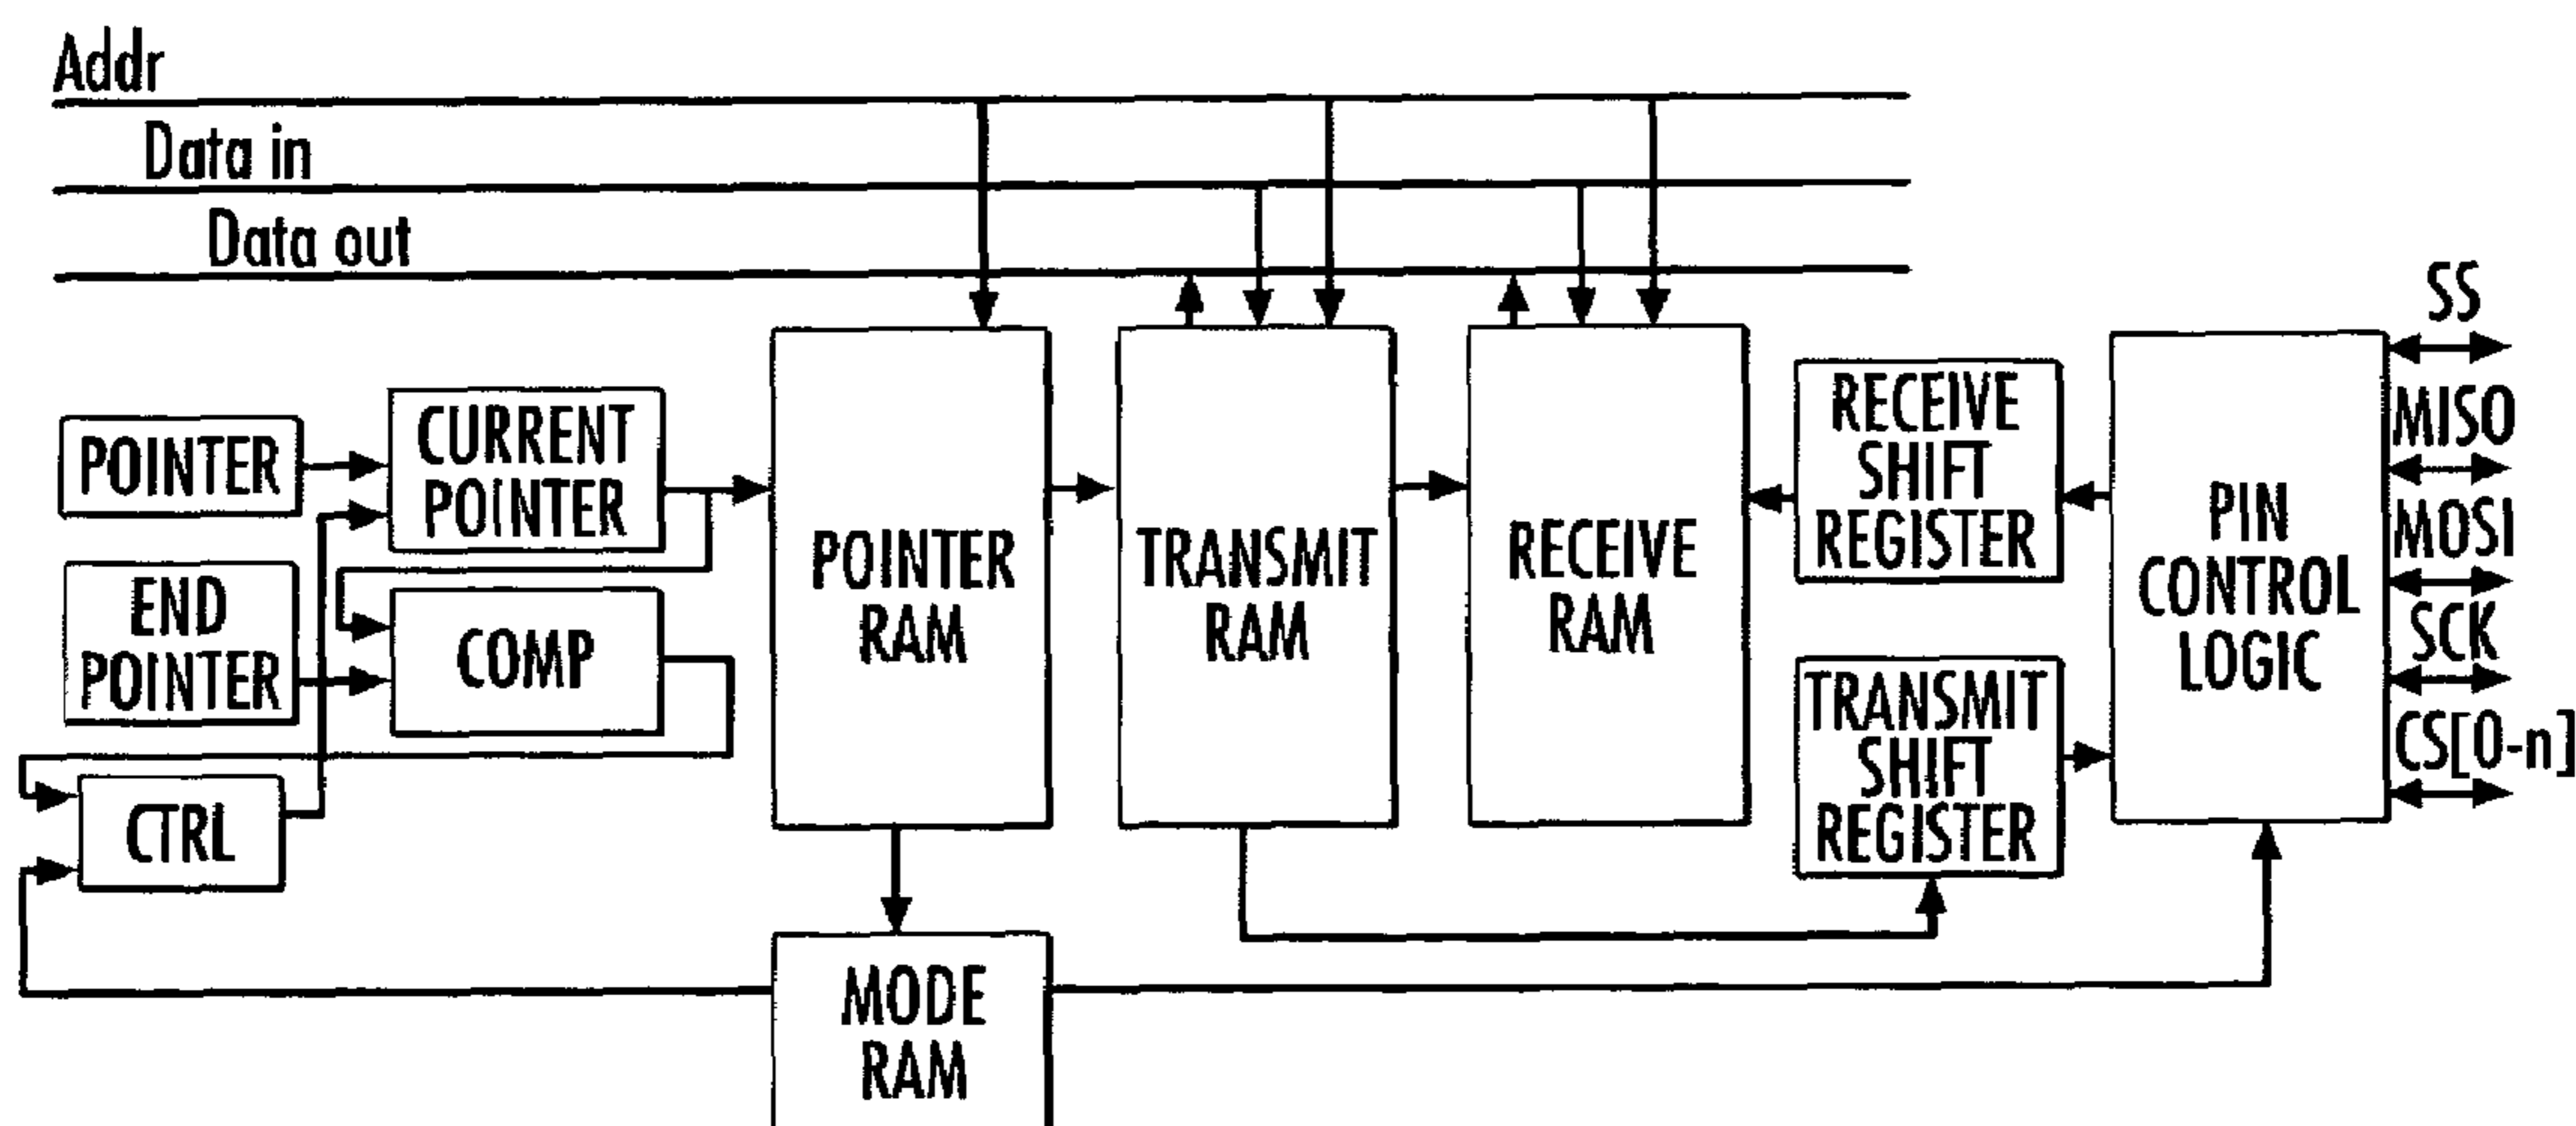 Addr
Data in
Data out
SS
MISO
MOSI
SCK
CS[0-n]
POINTER
CURRENT
POINTER
END
POINTER
COMP
CTRL
POINTER
RAM
TRANSMIT
RAM
RECEIVE
RAM
RECEIVE
SHIFT
REGISTER
TRANSMIT
SHIFT
REGISTER
PIN
CONTROL
LOGIC
MODE
RAM